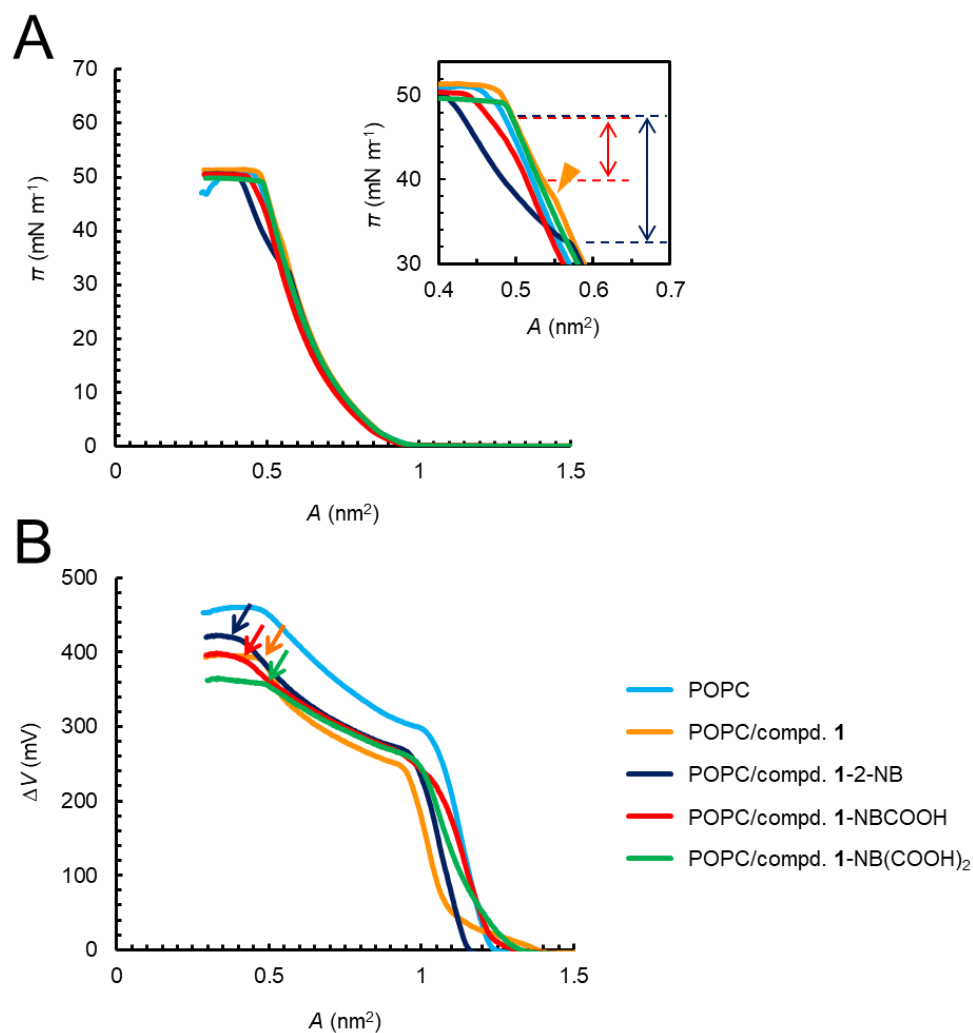 A
70
60
50
40
30
20
10
0
π (mN m⁻¹)
0
0.5
1
1.5
A (nm²)
50
40
30
π (mN m⁻¹)
0.4
0.5
0.6
0.7
A (nm²)
B
500
400
300
200
100
0
ΔV (mV)
0
0.5
1
1.5
A (nm²)
POPC
POPC/compd. 1
POPC/compd. 1-2-NB
POPC/compd. 1-NBCOOH
POPC/compd. 1-NB(COOH)₂